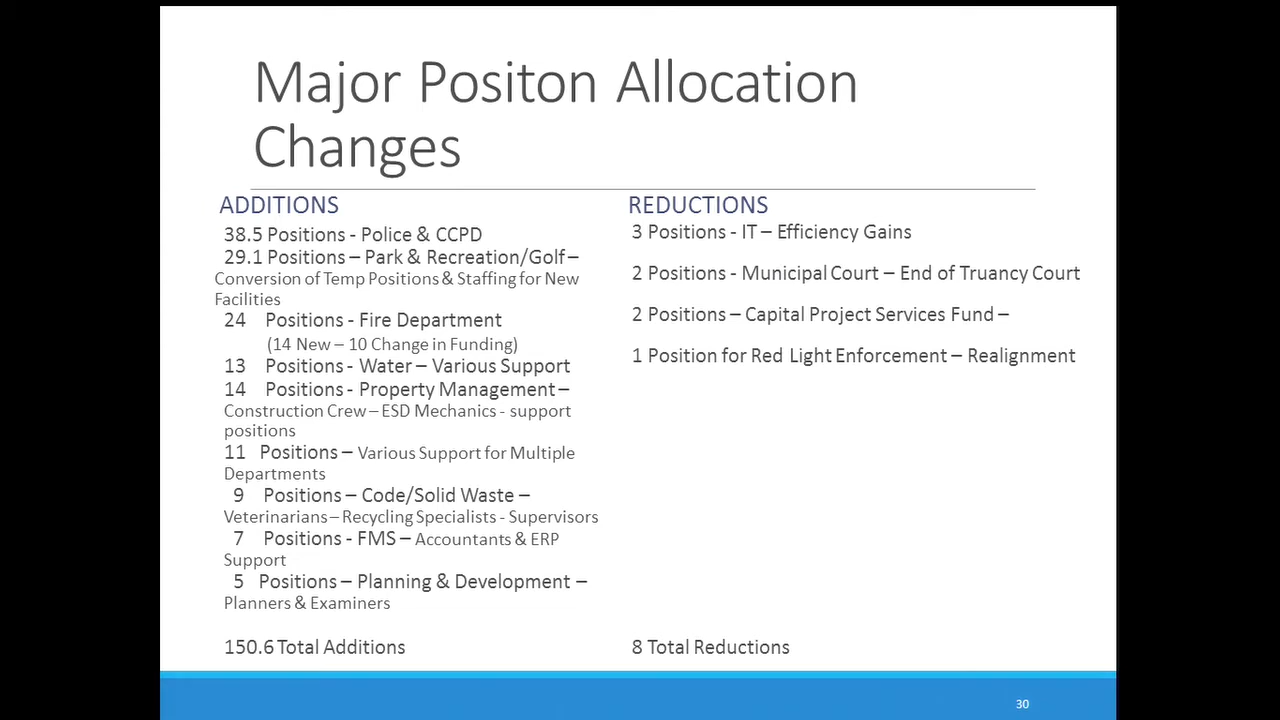 Major Positon Allocation
Changes
ADDITIONS
38.5 Positions - Police & CCPD
29.1 Positions – Park & Recreation/Golf –
Conversion of Temp Positions & Staffing for New
Facilities
24 Positions - Fire Department
(14 New – 10 Change in Funding)
13 Positions - Water – Various Support
14 Positions - Property Management –
Construction Crew – ESD Mechanics - support
positions
11 Positions – Various Support for Multiple
Departments
9 Positions – Code/Solid Waste –
Veterinarians – Recycling Specialists - Supervisors
7 Positions - FMS – Accountants & ERP
Support
5 Positions – Planning & Development –
Planners & Examiners
150.6 Total Additions
REDUCTIONS
3 Positions - IT – Efficiency Gains
2 Positions - Municipal Court – End of Truancy Court
2 Positions – Capital Project Services Fund –
1 Position for Red Light Enforcement – Realignment
8 Total Reductions
30